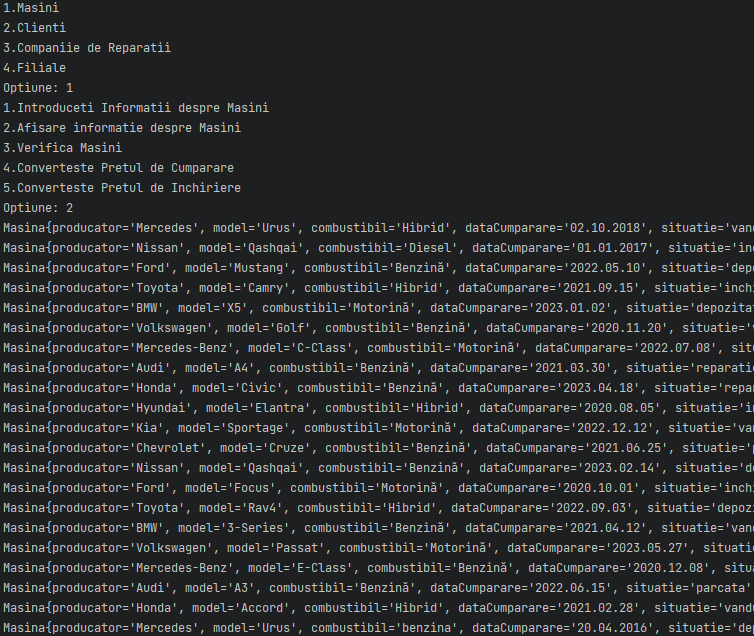 1.Masini
2.Clienti
3.Companiie de Reparatii
4.Filiale
Optiune: 1
1.Introduceti Informatii despre Masini
2.Afisare informatie despre Masini
3.Verifica Masini
4.Converteste Pretul de Cumparare
5.Converteste Pretul de Inchiriere
Optiune: 2
Masina{producator='Mercedes', model='Urus', combustibil='Hibrid', dataCumparare='02.10.2018', situatie='van
Masina{producator='Nissan', model='Qashqai', combustibil='Diesel', dataCumparare='01.01.2017', situatie='in
Masina{producator='Ford', model='Mustang', combustibil='Benzină', dataCumparare='2022.05.10', situatie='depo
Masina{producator='Toyota', model='Camry', combustibil='Hibrid', dataCumparare='2021.09.15', situatie='inchi
Masina{producator='BMW', model='X5', combustibil='Motorină', dataCumparare='2023.01.02', situatie='depozitat
Masina{producator='Volkswagen', model='Golf', combustibil='Benzină', dataCumparare='2020.11.20', situatie='
Masina{producator='Mercedes-Benz', model='C-Class', combustibil='Motorină', dataCumparare='2022.07.08', situ
Masina{producator='Audi', model='A4', combustibil='Benzină', dataCumparare='2021.03.30', situatie='reparatie
Masina{producator='Honda', model='Civic', combustibil='Benzină', dataCumparare='2023.04.18', situatie='repar
Masina{producator='Hyundai', model='Elantra', combustibil='Hibrid', dataCumparare='2020.08.05', situatie='in
Masina{producator='Kia', model='Sportage', combustibil='Motorină', dataCumparare='2022.12.12', situatie='van
Masina{producator='Chevrolet', model='Cruze', combustibil='Benzină', dataCumparare='2021.06.25', situatie='p
Masina{producator='Nissan', model='Qashqai', combustibil='Benzină', dataCumparare='2023.02.14', situatie='de
Masina{producator='Ford', model='Focus', combustibil='Motorină', dataCumparare='2020.10.01', situatie='inchi
Masina{producator='Toyota', model='Rav4', combustibil='Hibrid', dataCumparare='2022.09.03', situatie='depozi
Masina{producator='BMW', model='3-Series', combustibil='Benzină', dataCumparare='2021.04.12', situatie='vand
Masina{producator='Volkswagen', model='Passat', combustibil='Motorină', dataCumparare='2023.05.27', situatie
Masina{producator='Mercedes-Benz', model='E-Class', combustibil='Benzină', dataCumparare='2020.12.08', situa
Masina{producator='Audi', model='A3', combustibil='Benzină', dataCumparare='2022.06.15', situatie='parcata'
Masina{producator='Honda', model='Accord', combustibil='Hibrid', dataCumparare='2021.02.28', situatie='vand
Masina{producator='Mercedes', model='Urus', combustibil='benzina', dataCumparare='20.04.2016', situatie='de